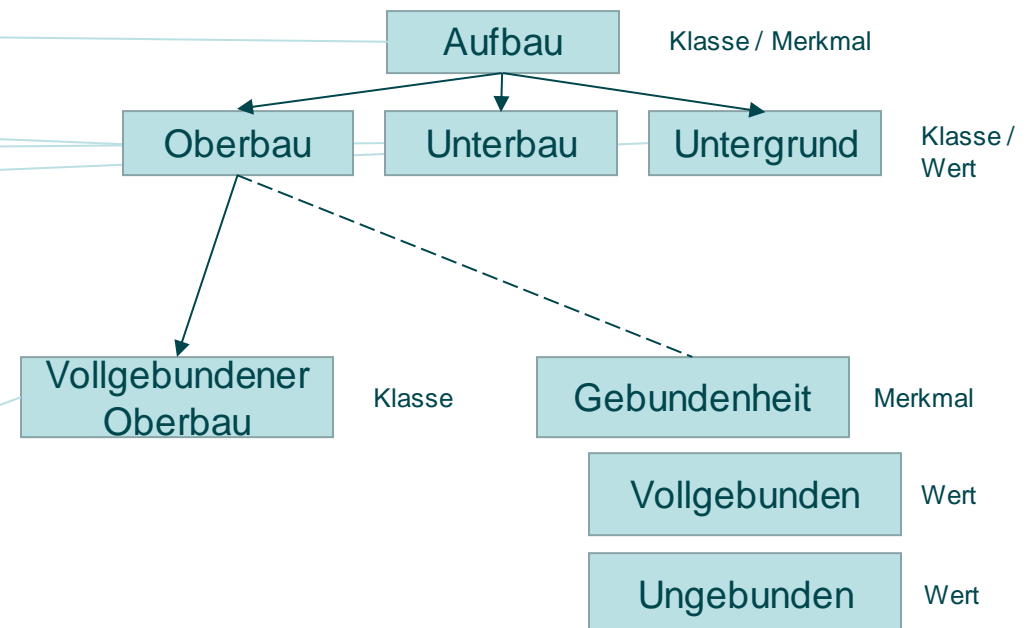 Aufbau
Klasse / Merkmal
Oberbau
Unterbau
Untergrund
Klasse /
Wert
Vollgebundener
Oberbau
Klasse
Gebundenheit
Merkmal
Vollgebunden
Wert
Ungebunden
Wert